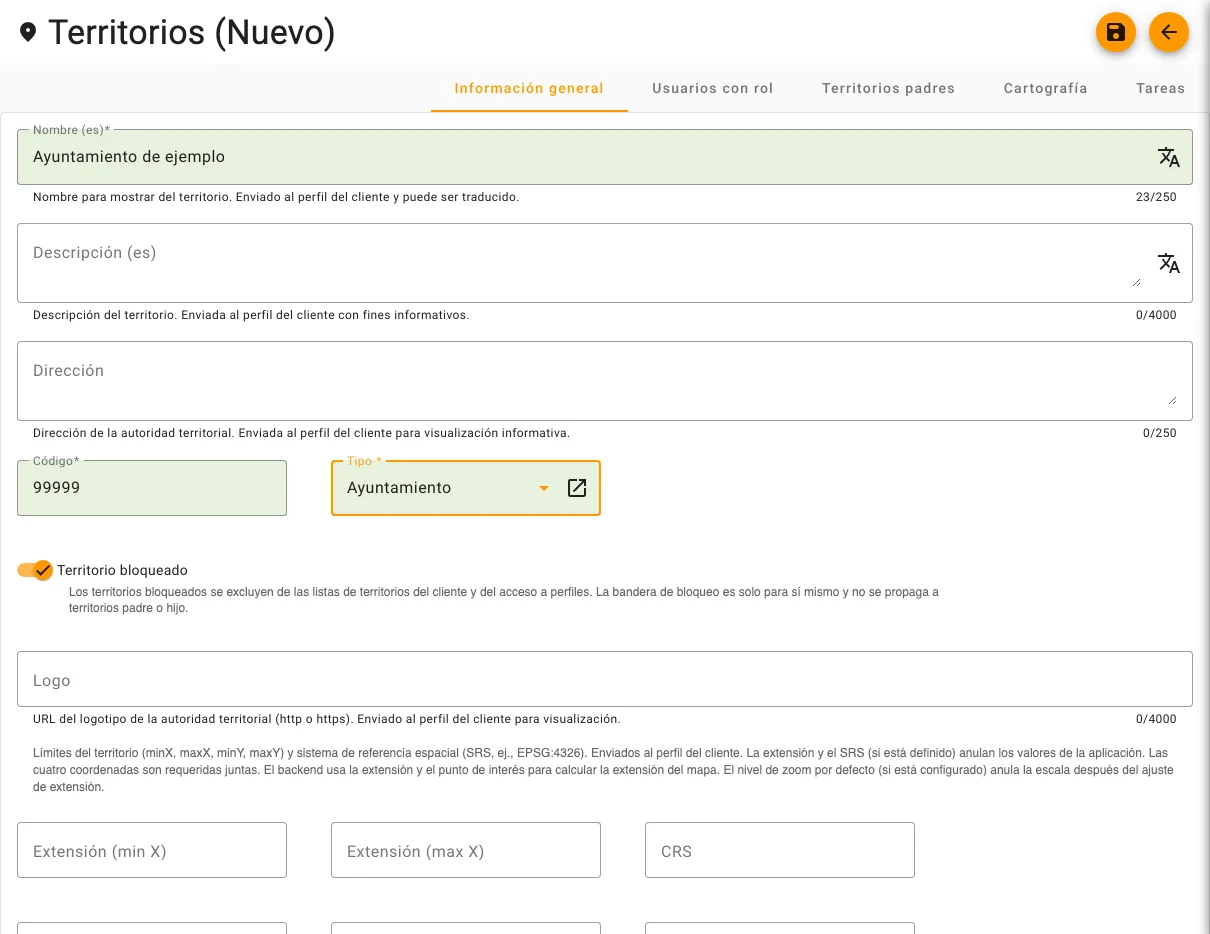 Territorios (Nuevo)
Información general
Usuarios con rol
Territorios padres
Cartografía
Tareas
Nombre (es)*
Ayuntamiento de ejemplo
Nombre para mostrar del territorio. Enviado al perfil del cliente y puede ser traducido.
23/250
Descripción (es)
Descripción del territorio. Enviada al perfil del cliente con fines informativos.
0/4000
Dirección
Dirección de la autoridad territorial. Enviada al perfil del cliente para visualización informativa.
0/250
Código*
99999
Tipo *
Ayuntamiento
Territorio bloqueado
Los territorios bloqueados se excluyen de las listas de territorios del cliente y del acceso a perfiles. La bandera de bloqueo es solo para sí mismo y no se propaga a
territorios padre o hijo.
Logo
URL del logotipo de la autoridad territorial (http o https). Enviado al perfil del cliente para visualización.
0/4000
Límites del territorio (minX, maxX, minY, maxY) y sistema de referencia espacial (SRS, ej., EPSG:4326). Enviados al perfil del cliente. La extensión y el SRS (si está definido) anulan los valores de la aplicación. Las
cuatro coordenadas son requeridas juntas. El backend usa la extensión y el punto de interés para calcular la extensión del mapa. El nivel de zoom por defecto (si está configurado) anula la escala después del ajuste
de extensión.
Extensión (min X)
Extensión (max X)
CRS